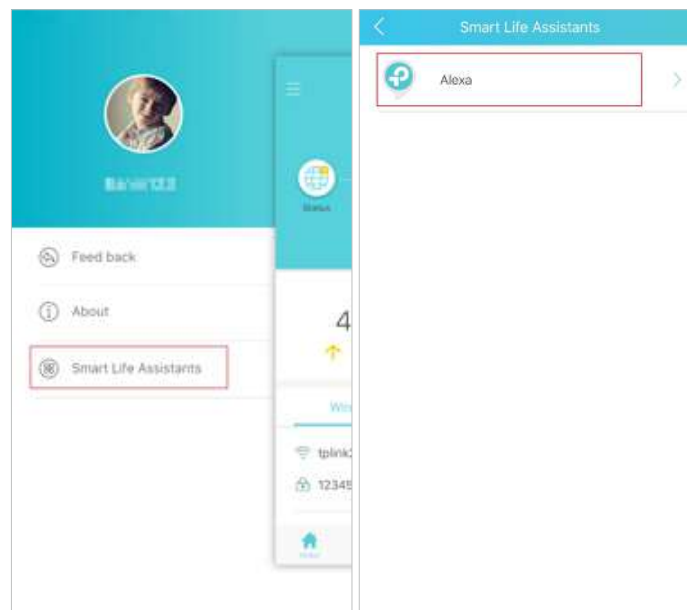 Status
Feed back
About
Smart Life Assistants
4
tplink
12345
Smart Life Assistants
Alexa